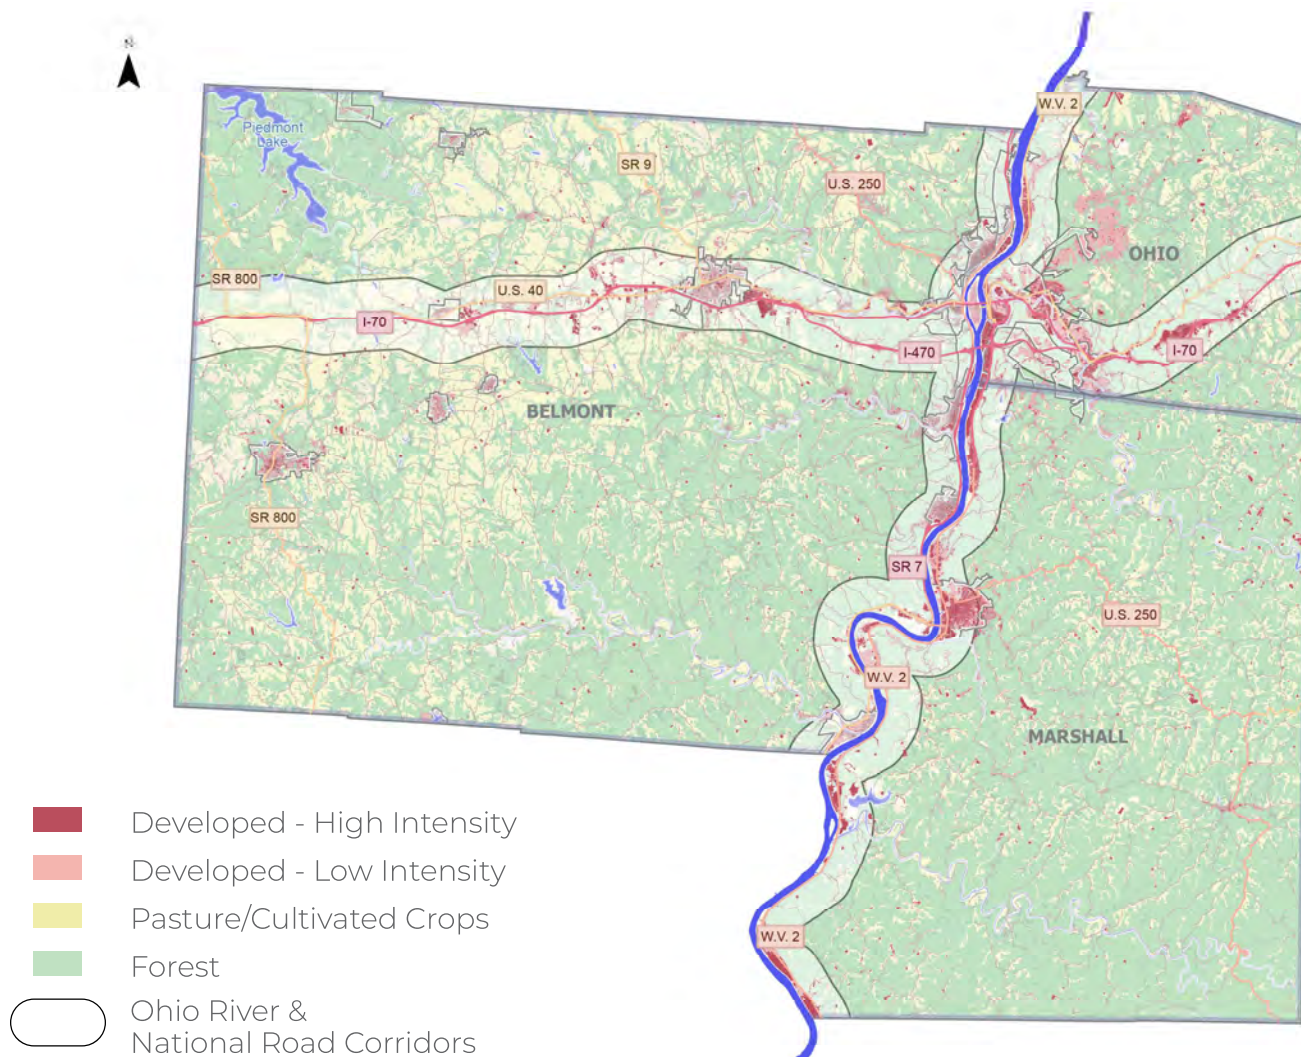 W.V. 2
Piedmont
Lake
SR 9
U.S. 250
OHIO
SR 800
U.S. 40
I-70
I-470
I-70
BELMONT
SR 800
SR 7
U.S. 250
W.V. 2
MARSHALL
W.V. 2
Developed - High Intensity
Developed - Low Intensity
Pasture/Cultivated Crops
Forest
Ohio River &
National Road Corridors